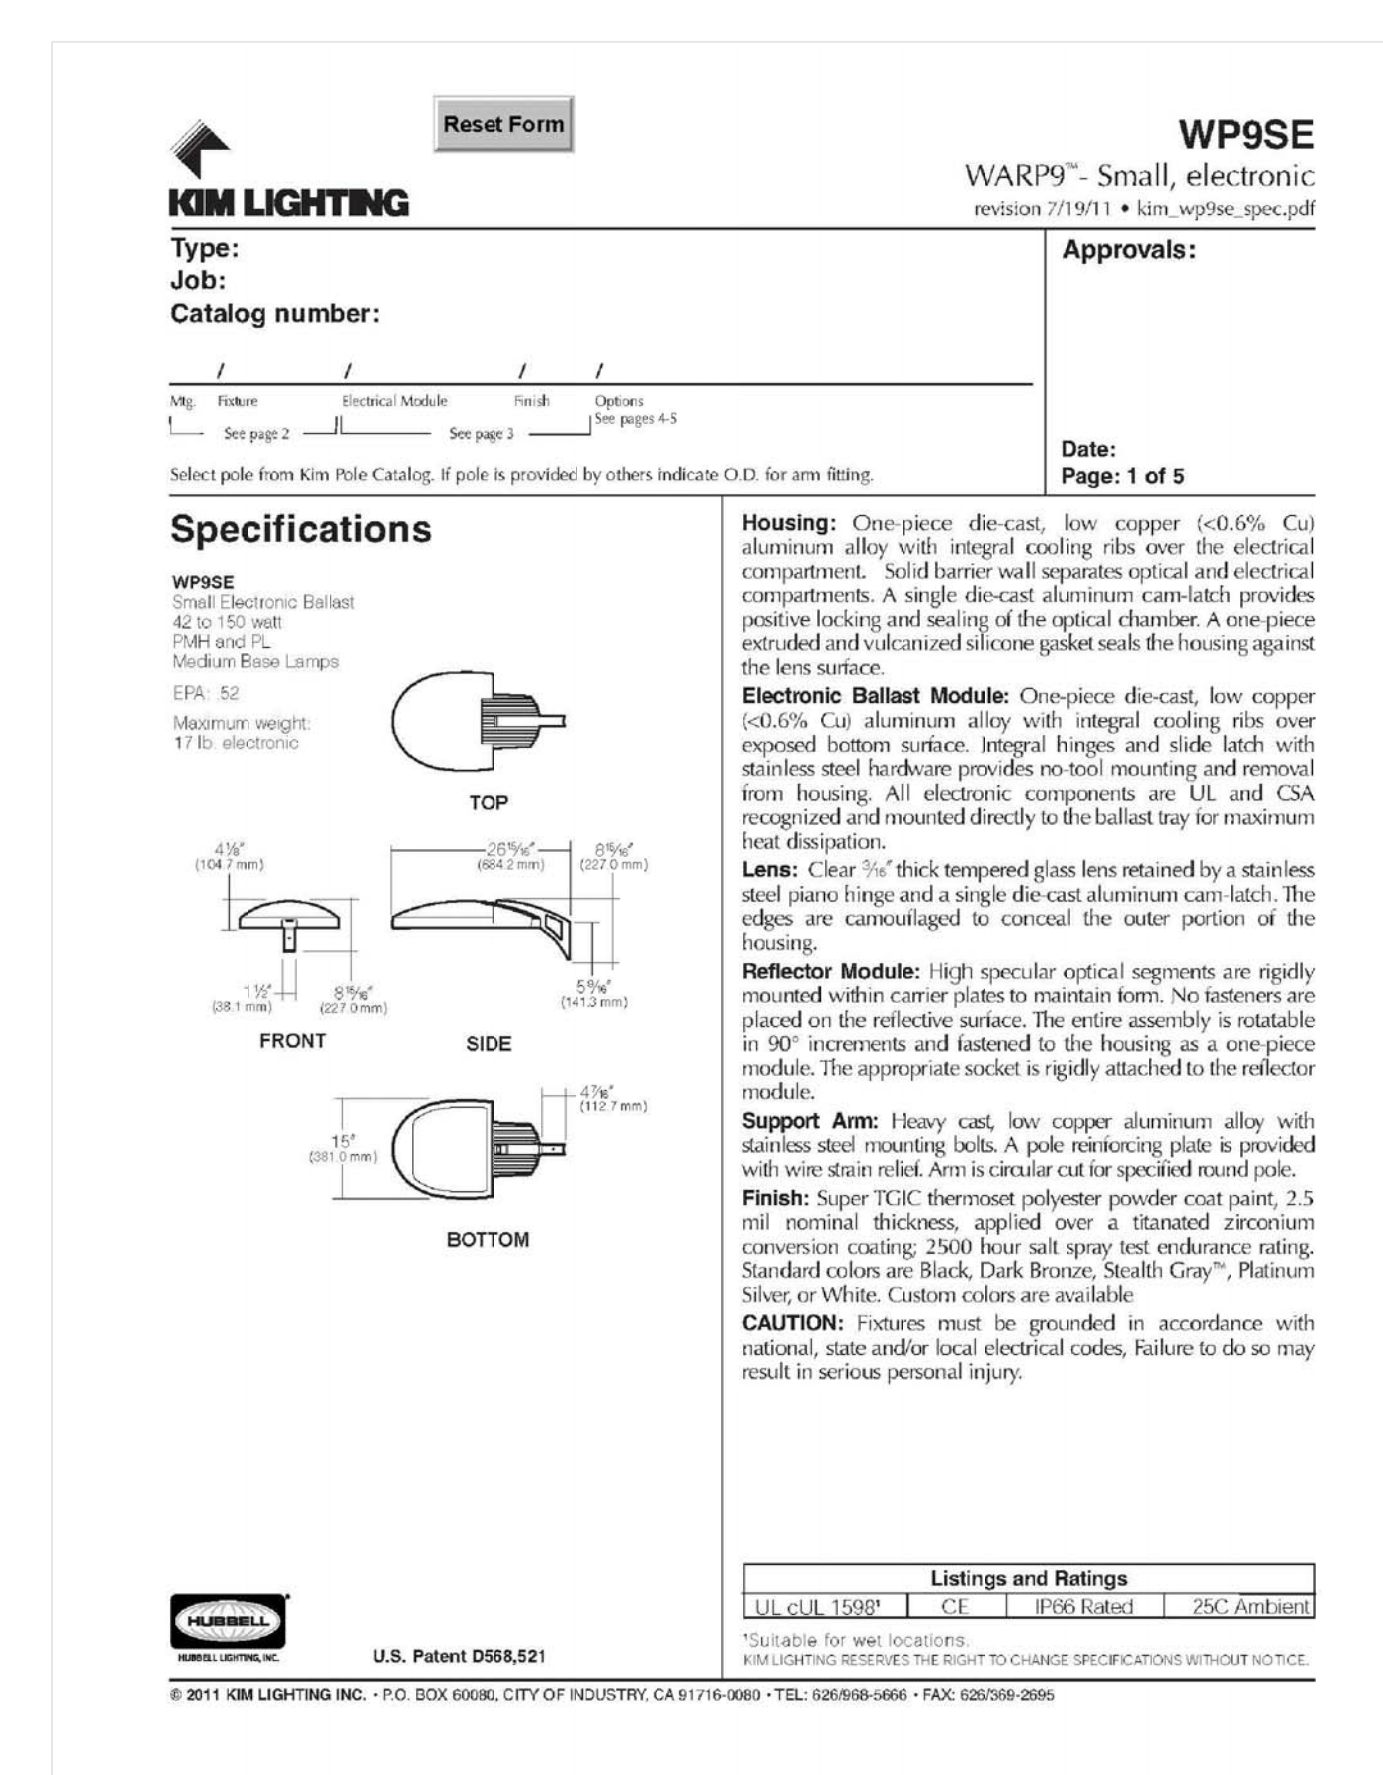 Reset Form
KIM LIGHTING
WP9SE
WARP9™- Small, electronic
revision 7/19/11 • kim_wp9se_spec.pdf
Type:
Job:
Catalog number:
/ / / /
Mtg. Fixture Electrical Module Finish Options
See page 2 See page 3 See pages 4-5
Select pole from Kim Pole Catalog. If pole is provided by others indicate O.D. for arm fitting.
Approvals:
Date:
Page: 1 of 5
Specifications
WP9SE
Small Electronic Ballast
42 to 150 watt
PMH and PL
Medium Base Lamps
EPA: .52
Maximum weight:
17 lb. electronic
TOP
4⅛″
(104.7 mm)
26¹⁵⁄₁₆″
(684.2 mm)
8¹⁵⁄₁₆″
(227.0 mm)
1½″
(38.1 mm)
8¹⁵⁄₁₆″
(227.0 mm)
5⁹⁄₁₆″
(141.3 mm)
FRONT
SIDE
4⁷⁄₁₆″
(112.7 mm)
15″
(381.0 mm)
BOTTOM
Housing: One-piece die-cast, low copper (<0.6% Cu)
aluminum alloy with integral cooling ribs over the electrical
compartment. Solid barrier wall separates optical and electrical
compartments. A single die-cast aluminum cam-latch provides
positive locking and sealing of the optical chamber. A one-piece
extruded and vulcanized silicone gasket seals the housing against
the lens surface.
Electronic Ballast Module: One-piece die-cast, low copper
(<0.6% Cu) aluminum alloy with integral cooling ribs over
exposed bottom surface. Integral hinges and slide latch with
stainless steel hardware provides no-tool mounting and removal
from housing. All electronic components are UL and CSA
recognized and mounted directly to the ballast tray for maximum
heat dissipation.
Lens: Clear ³⁄₁₆″ thick tempered glass lens retained by a stainless
steel piano hinge and a single die-cast aluminum cam-latch. The
edges are camouflaged to conceal the outer portion of the
housing.
Reflector Module: High specular optical segments are rigidly
mounted within carrier plates to maintain form. No fasteners are
placed on the reflective surface. The entire assembly is rotatable
in 90° increments and fastened to the housing as a one-piece
module. The appropriate socket is rigidly attached to the reflector
module.
Support Arm: Heavy cast, low copper aluminum alloy with
stainless steel mounting bolts. A pole reinforcing plate is provided
with wire strain relief. Arm is circular cut for specified round pole.
Finish: Super TGIC thermoset polyester powder coat paint, 2.5
mil nominal thickness, applied over a titanated zirconium
conversion coating; 2500 hour salt spray test endurance rating.
Standard colors are Black, Dark Bronze, Stealth Gray™, Platinum
Silver, or White. Custom colors are available
CAUTION: Fixtures must be grounded in accordance with
national, state and/or local electrical codes, Failure to do so may
result in serious personal injury.
Listings and Ratings
UL cUL 1598¹ CE IP66 Rated 25C Ambient
¹Suitable for wet locations.
KIM LIGHTING RESERVES THE RIGHT TO CHANGE SPECIFICATIONS WITHOUT NOTICE.
HUBBELL
HUBBELL LIGHTING, INC.
U.S. Patent D568,521
© 2011 KIM LIGHTING INC. • P.O. BOX 60080, CITY OF INDUSTRY, CA 91716-0080 • TEL: 626/968-5666 • FAX: 626/369-2695